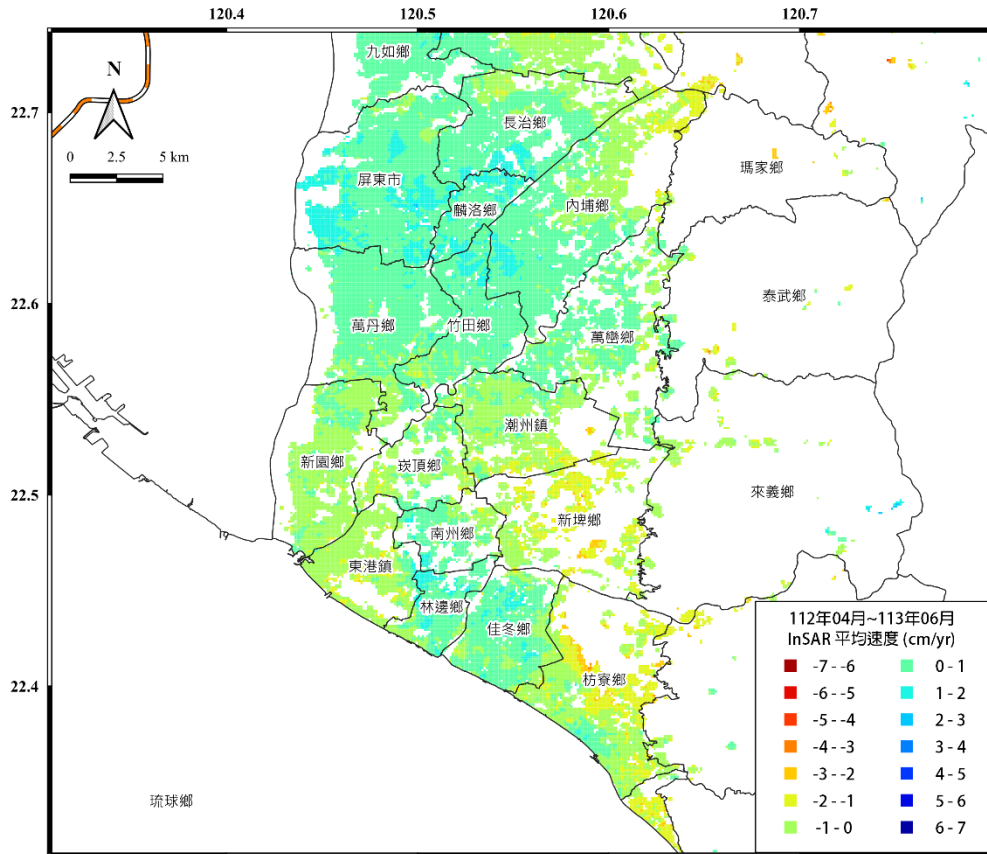 120.4 120.5 120.6 120.7
22.7
22.6
22.5
22.4
N
0 2.5 5 km
九如鄉
長治鄉
瑪家鄉
屏東市
麟洛鄉
內埔鄉
泰武鄉
萬丹鄉
竹田鄉
萬巒鄉
潮州鎮
新園鄉
崁頂鄉
來義鄉
新埤鄉
南州鄉
東港鎮
林邊鄉
佳冬鄉
枋寮鄉
琉球鄉
112年04月~113年06月
InSAR 平均速度 (cm/yr)
-7 - -6 0 - 1
-6 - -5 1 - 2
-5 - -4 2 - 3
-4 - -3 3 - 4
-3 - -2 4 - 5
-2 - -1 5 - 6
-1 - 0 6 - 7